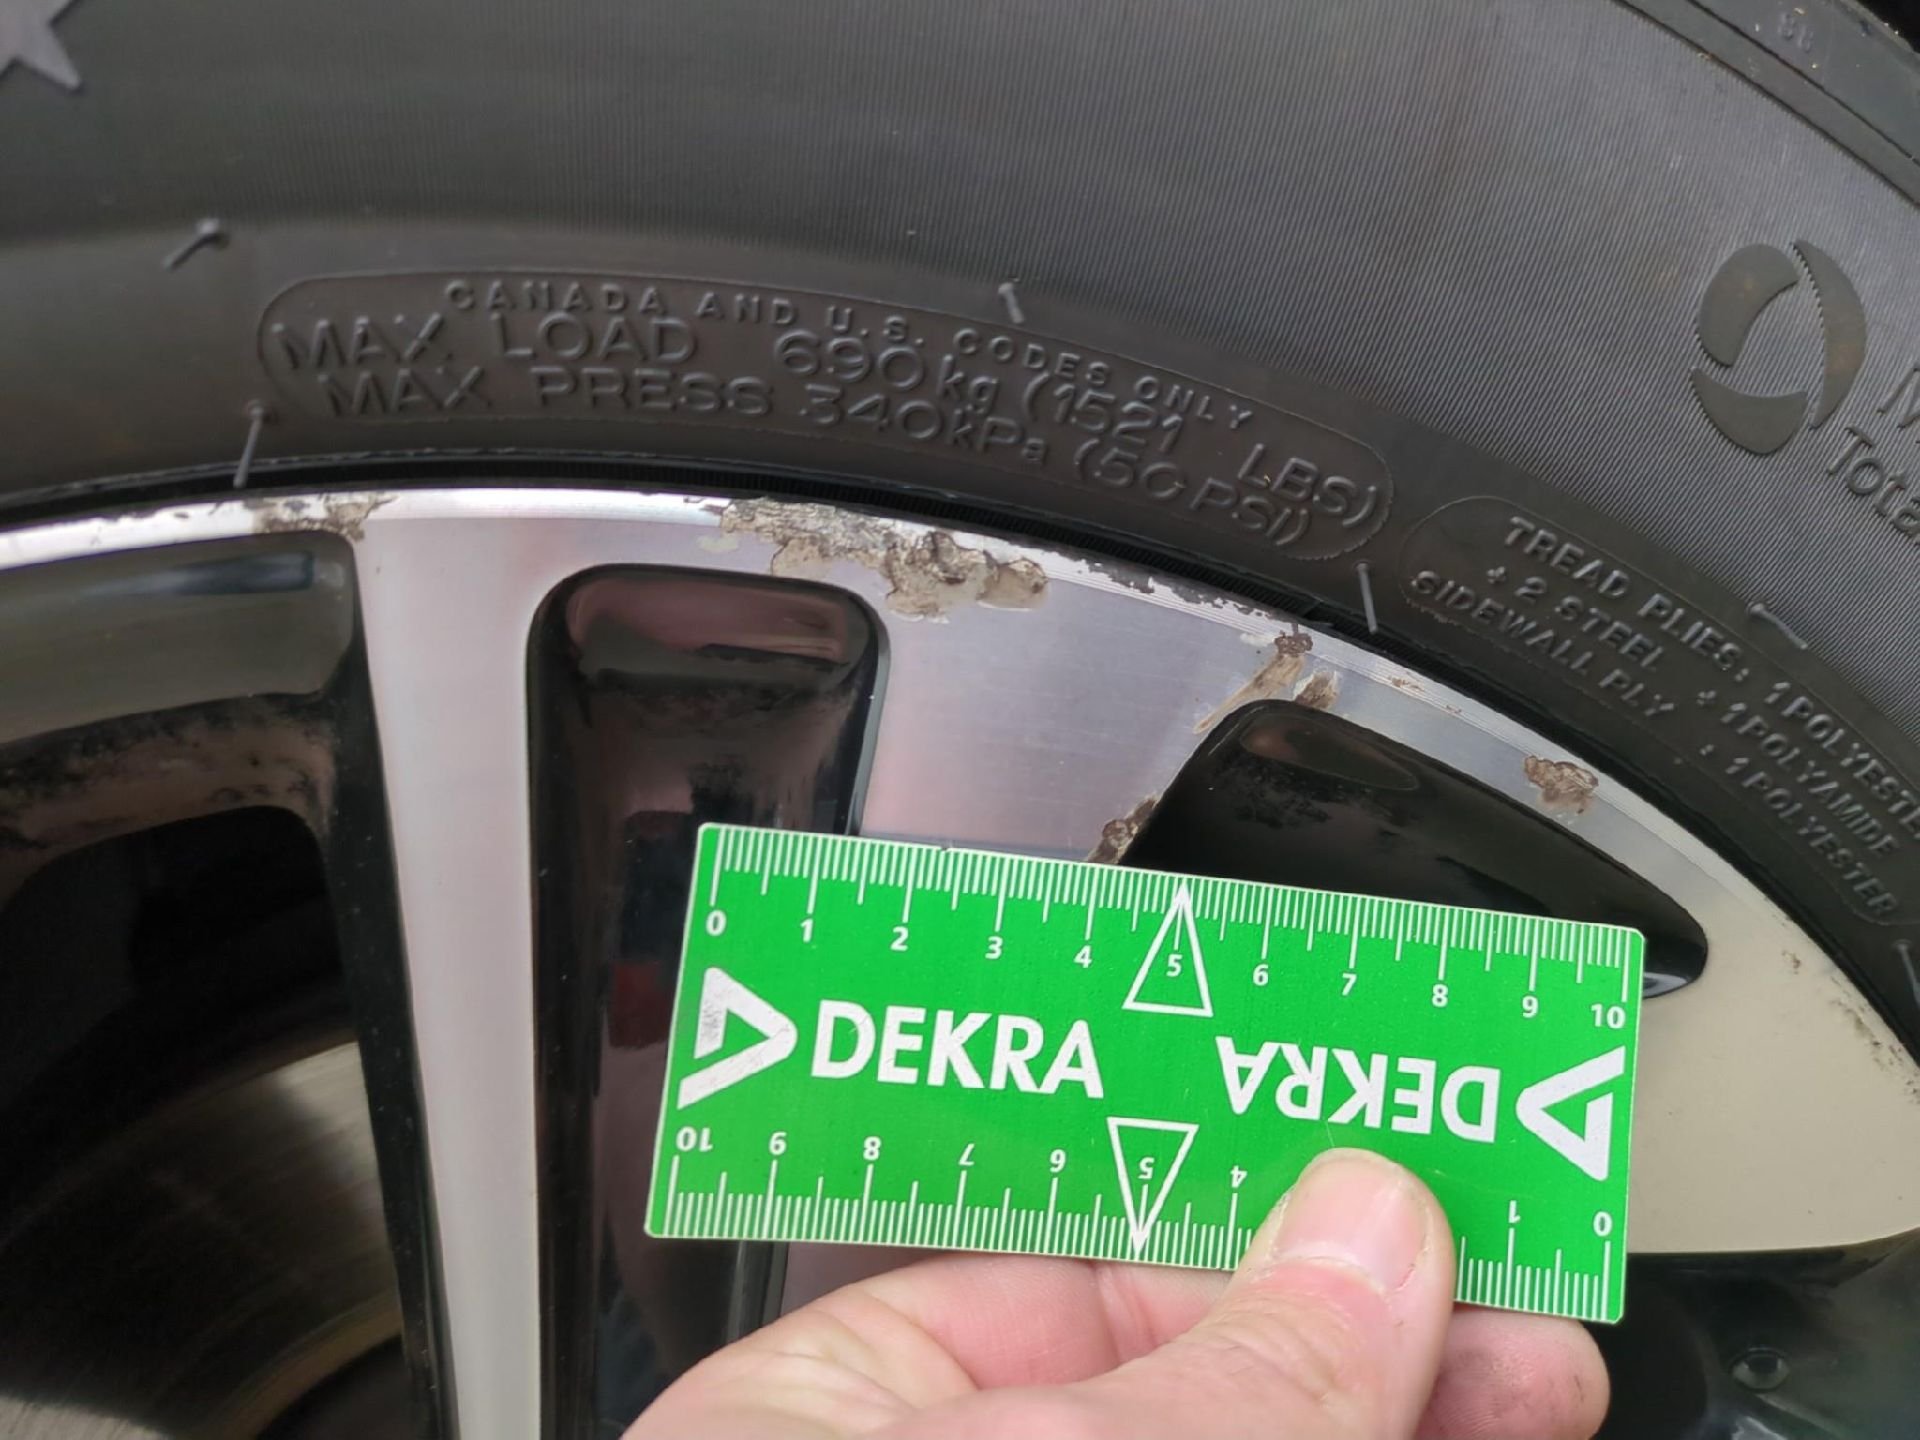 CANADA AND U.S. CODES ONLY
MAX. LOAD 690kg (1521 LBS)
MAX PRESS 340kPa (50 PSI)
TREAD PLIES: 1 POLYESTER
+ 2 STEEL + 1 POLYAMIDE
SIDEWALL PLY : 1 POLYESTER
0 1 2 3 4 5 6 7 8 9 10
DEKRA DEKRA
10 9 8 7 6 5 4 1 0